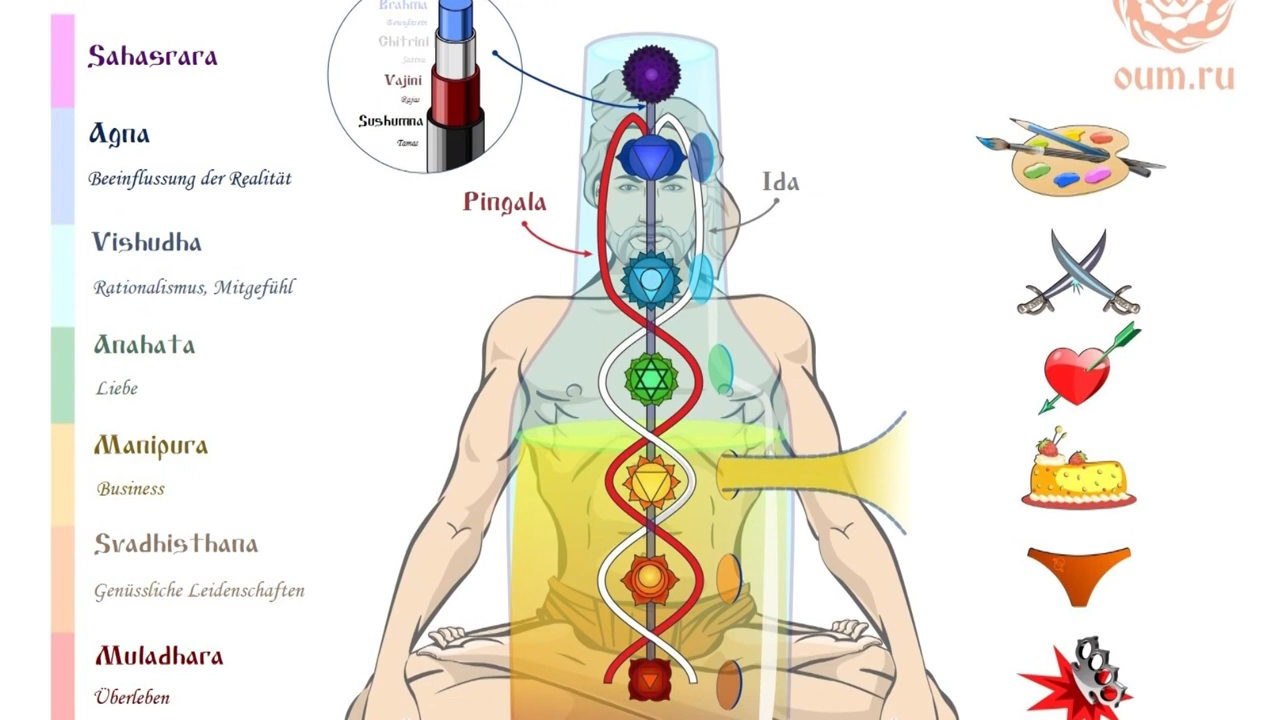 Brahma
Chitrini
Sattva
Vajini
Rajas
Sushumna
Tamas
oum.ru
Sahasrara
Agna
Beeinflussung der Realität
Pingala
Ida
Vishudha
Rationalismus, Mitgefühl
Anahata
Liebe
Manipura
Business
Svadhisthana
Genüssliche Leidenschaften
Muladhara
Überleben